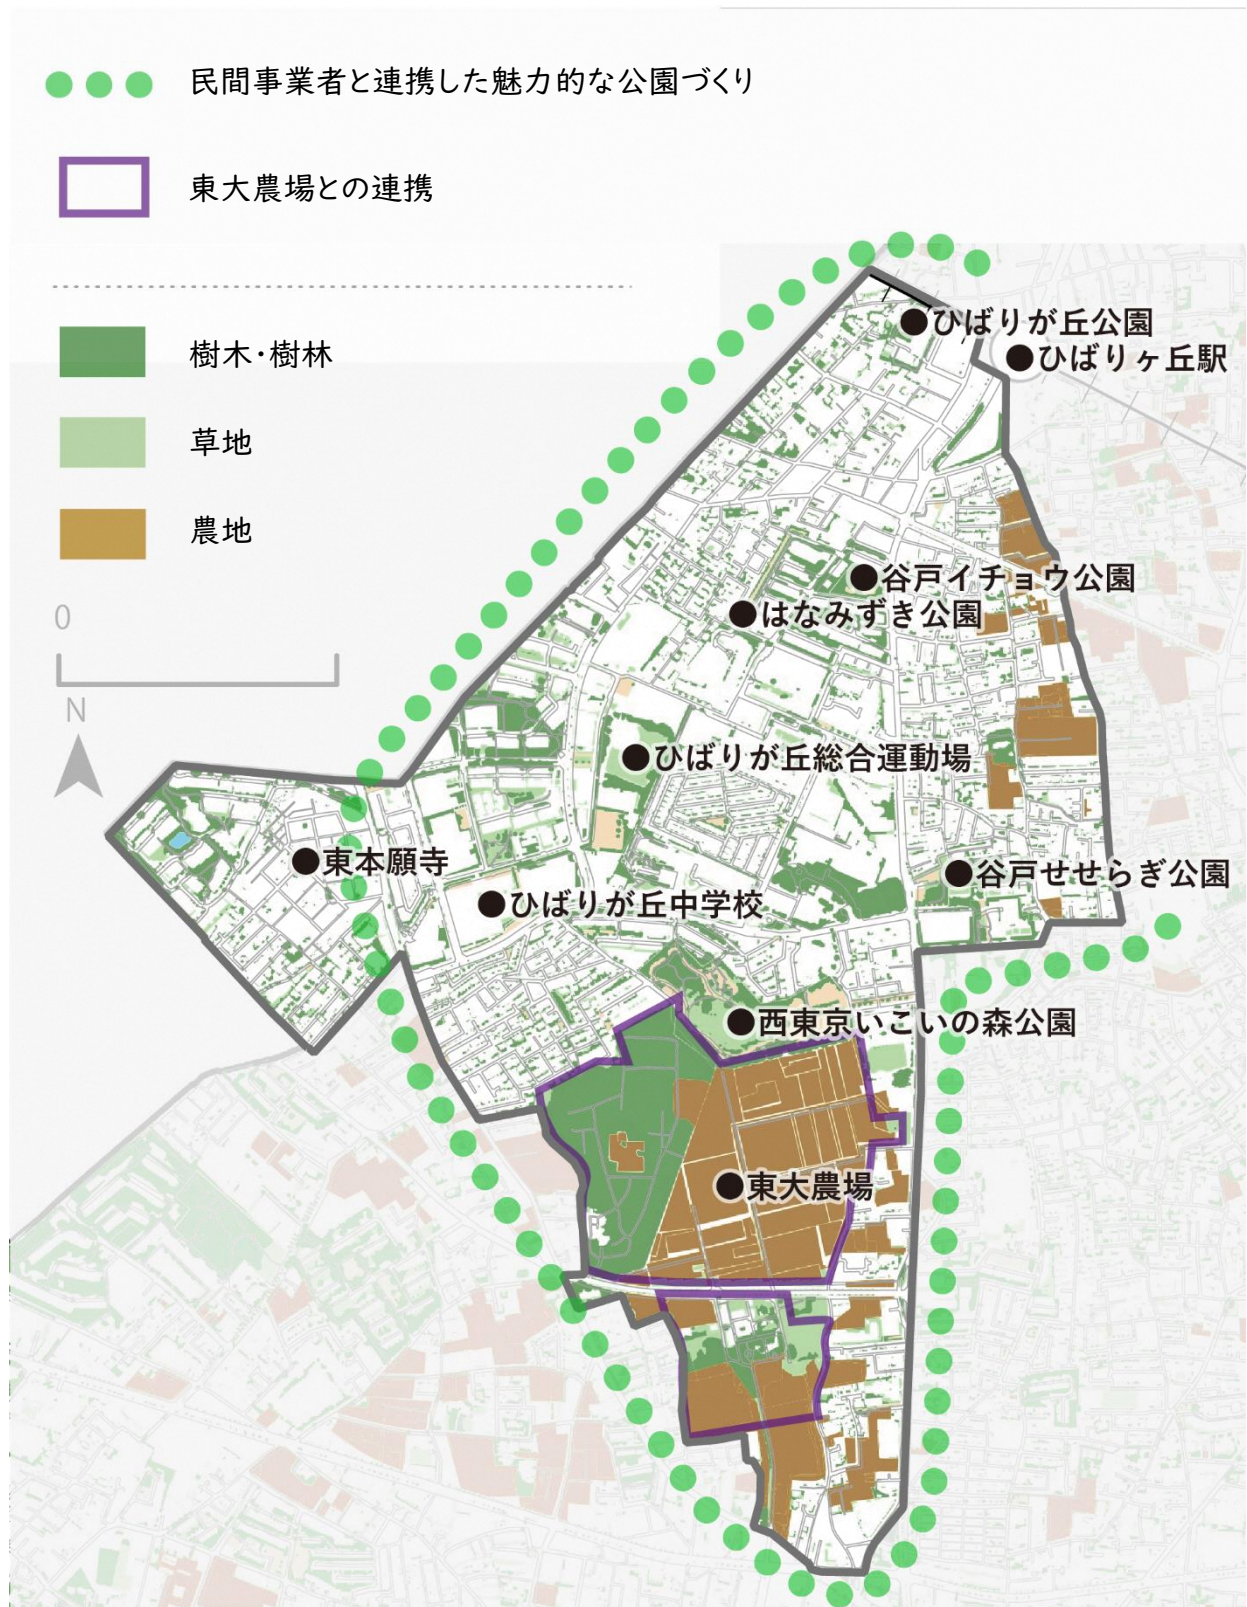 民間事業者と連携した魅力的な公園づくり
東大農場との連携
樹木・樹林
草地
農地
0
N
ひばりが丘公園
ひばりヶ丘駅
谷戸イチョウ公園
はなみずき公園
ひばりが丘総合運動場
東本願寺
谷戸せせらぎ公園
ひばりが丘中学校
西東京いこいの森公園
東大農場